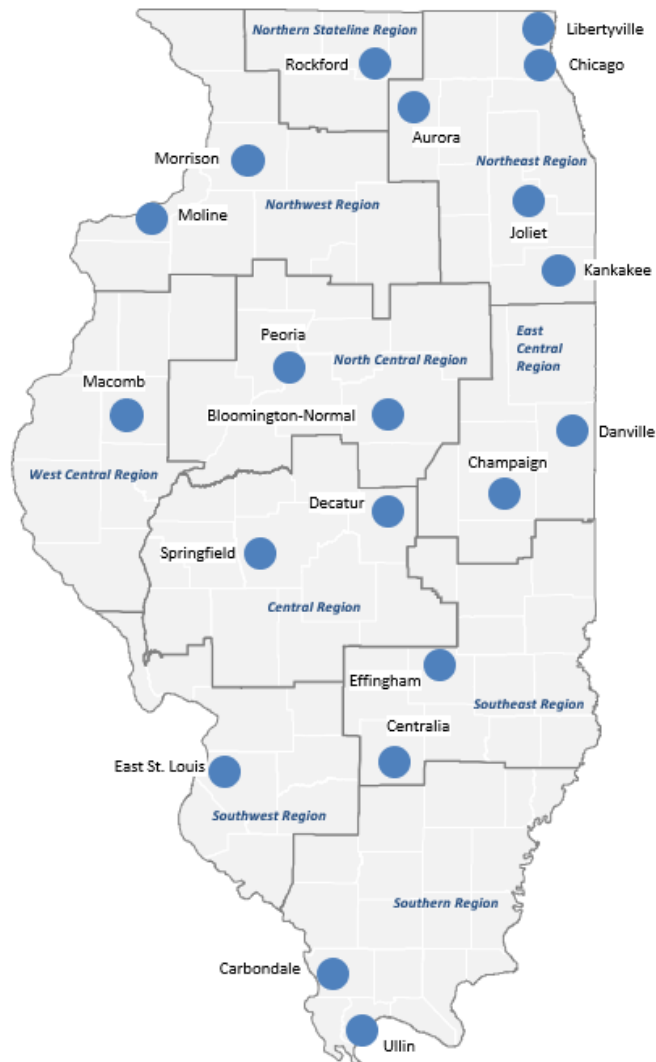 Northern Stateline Region
Libertyville
Rockford
Chicago
Aurora
Morrison
Northeast Region
Northwest Region
Moline
Joliet
Kankakee
Peoria
East
Central
Region
North Central Region
Macomb
Bloomington-Normal
Danville
Champaign
West Central Region
Decatur
Springfield
Central Region
Effingham
Southeast Region
Centralia
East St. Louis
Southwest Region
Southern Region
Carbondale
Ullin